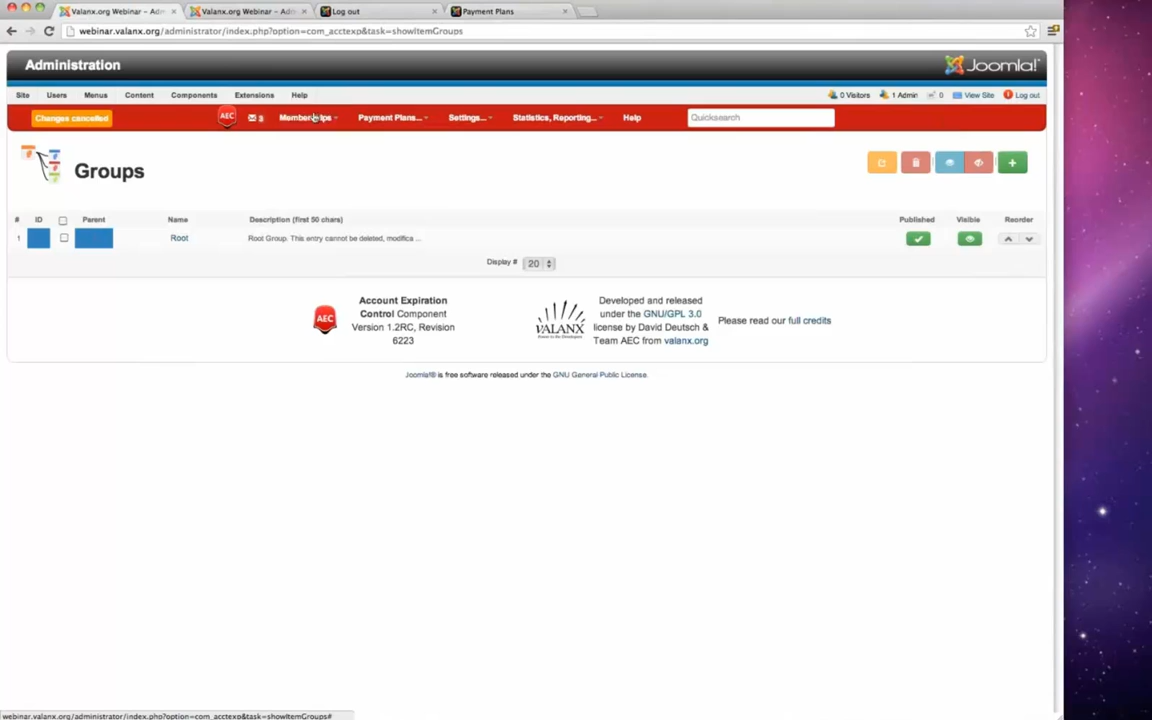 Valanx.org Webinar – Adm
Valanx.org Webinar – Adm
Log out
Payment Plans
webinar.valanx.org/administrator/index.php?option=com_acctexp&task=showItemGroups
Administration
Joomla!
Site Users Menus Content Components Extensions Help
0 Visitors 1 Admin 0 View Site Log out
Changes cancelled
AEC
3
Memberships
Payment Plans...
Settings...
Statistics, Reporting...
Help
Quicksearch
Groups
# ID Parent Name Description (first 50 chars) Published Visible Reorder
1 Root Root Group. This entry cannot be deleted, modifica ...
Display # 20
AEC
Account Expiration
Control Component
Version 1.2RC, Revision
6223
VALANX
Developed and released
under the GNU/GPL 3.0
license by David Deutsch &
Team AEC from valanx.org
Please read our full credits
Joomla!® is free software released under the GNU General Public License.
webinar.valanx.org/administrator/index.php?option=com_acctexp&task=showItemGroups#